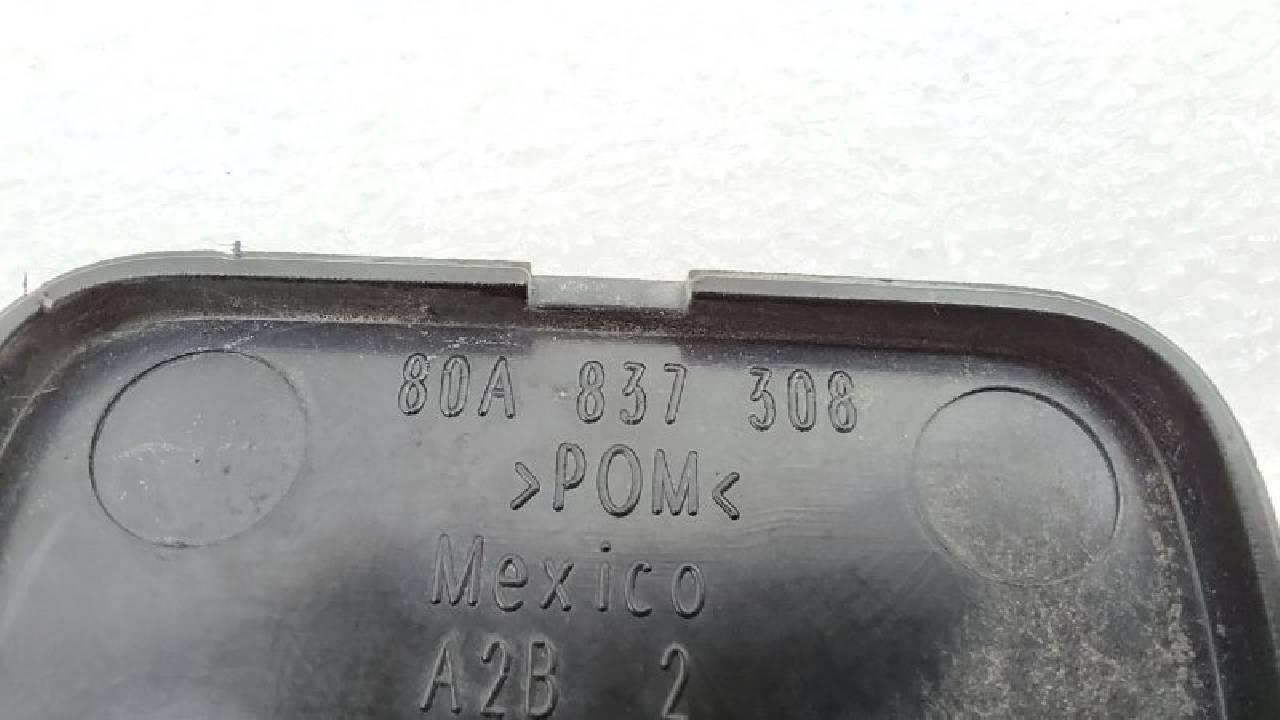 80A 837 308
>POM<
Mexico
A2B 2